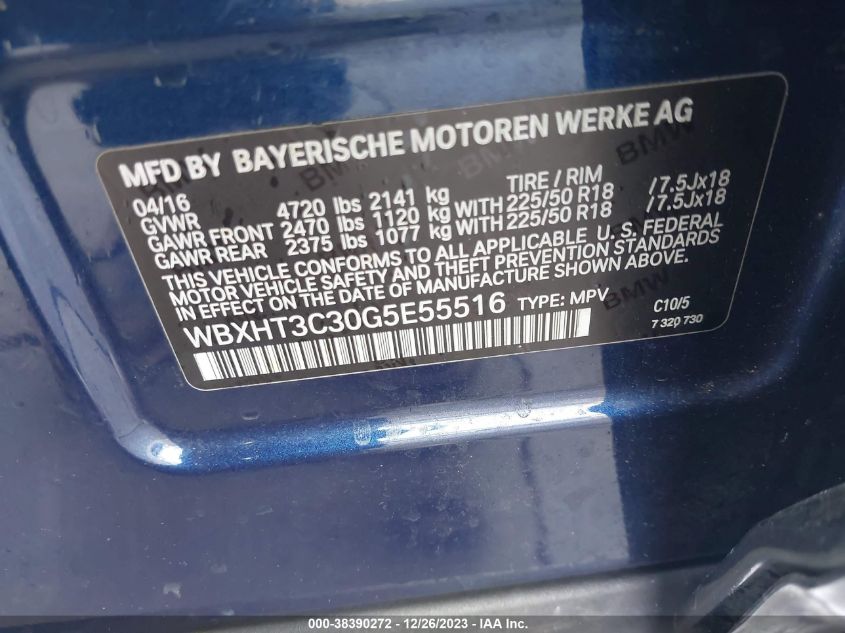 MFD BY BAYERISCHE MOTOREN WERKE AG
04/16 TIRE / RIM
GVWR 4720 lbs 2141 kg
GAWR FRONT 2470 lbs 1120 kg WITH 225/50 R18 /7.5Jx18
GAWR REAR 2375 lbs 1077 kg WITH 225/50 R18 /7.5Jx18
THIS VEHICLE CONFORMS TO ALL APPLICABLE U. S. FEDERAL
MOTOR VEHICLE SAFETY AND THEFT PREVENTION STANDARDS
IN EFFECT ON THE DATE OF MANUFACTURE SHOWN ABOVE.
WBXHT3C30G5E55516 TYPE: MPV C10/5
7 320 730
000-38390272 - 12/26/2023 - © IAA Holdings, LLC.